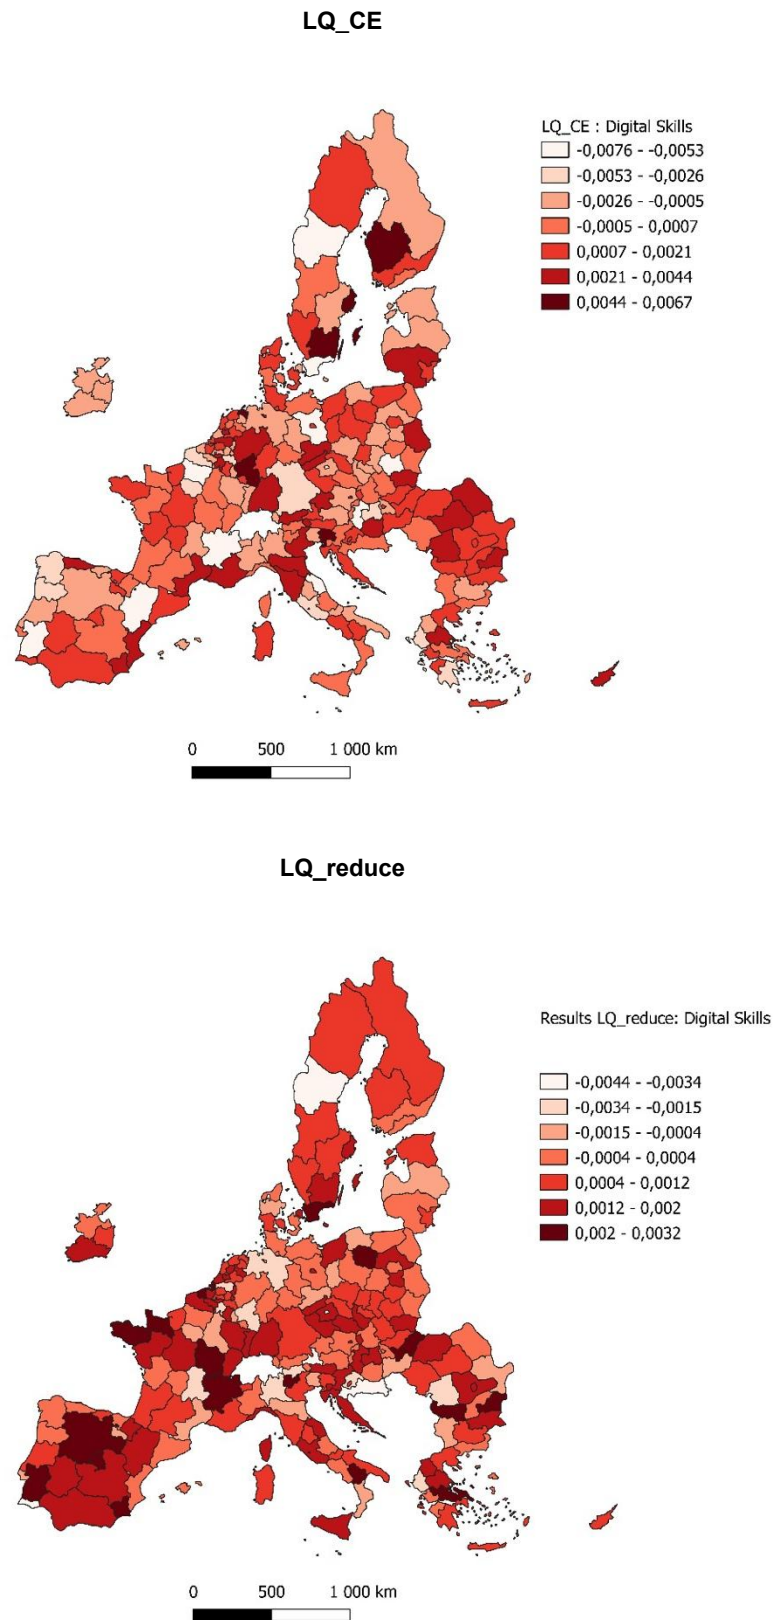 LQ_CE
LQ_CE : Digital Skills
-0,0076 - -0,0053
-0,0053 - -0,0026
-0,0026 - -0,0005
-0,0005 - 0,0007
0,0007 - 0,0021
0,0021 - 0,0044
0,0044 - 0,0067
0 500 1 000 km
LQ_reduce
Results LQ_reduce: Digital Skills
-0,0044 - -0,0034
-0,0034 - -0,0015
-0,0015 - -0,0004
-0,0004 - 0,0004
0,0004 - 0,0012
0,0012 - 0,002
0,002 - 0,0032
0 500 1 000 km